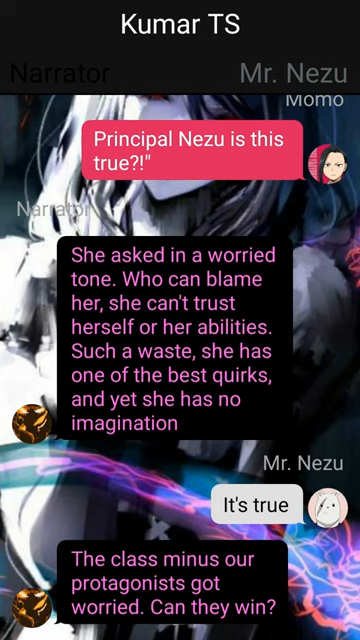 Kumar TS
Narrator
Mr. Nezu
Momo
Principal Nezu is this
true?!"
Narrator
She asked in a worried
tone. Who can blame
her, she can't trust
herself or her abilities.
Such a waste, she has
one of the best quirks,
and yet she has no
imagination
Mr. Nezu
It's true
The class minus our
protagonists got
worried. Can they win?